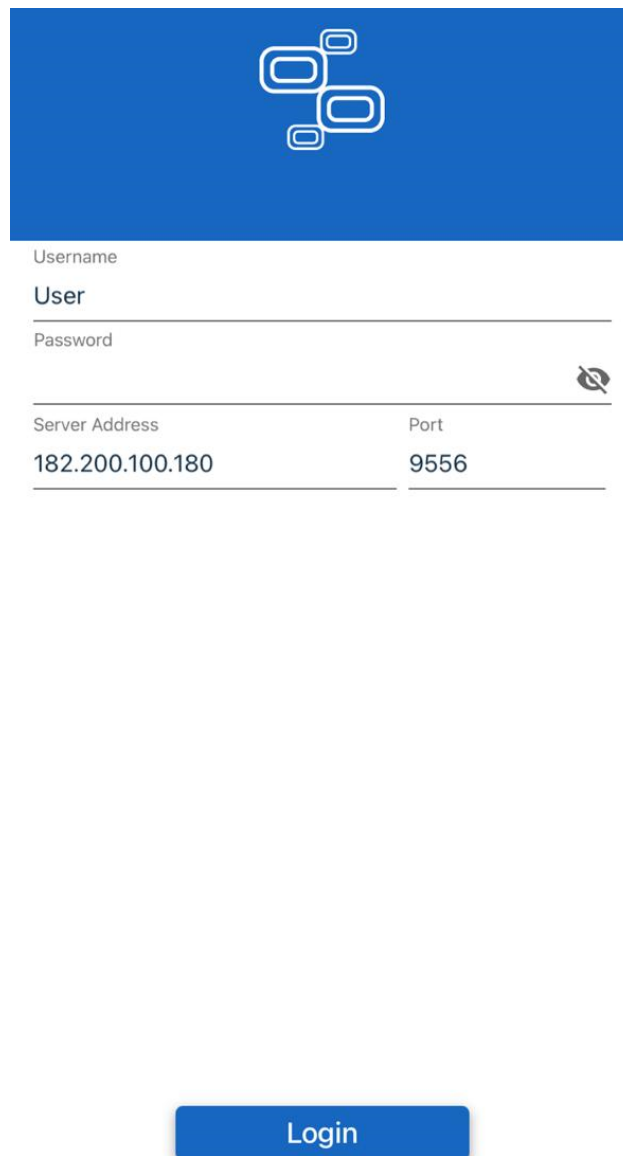 Username
User
Password
Server Address
Port
182.200.100.180
9556
Login